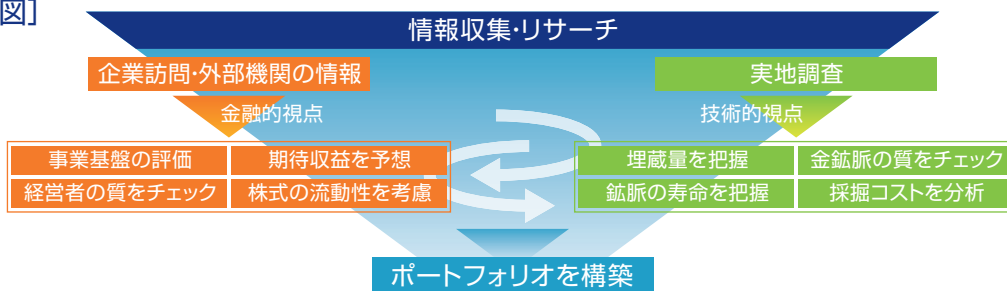 図]
情報収集・リサーチ
企業訪問・外部機関の情報
実地調査
金融的視点
技術的視点
事業基盤の評価
期待収益を予想
経営者の質をチェック
株式の流動性を考慮
埋蔵量を把握
金鉱脈の質をチェック
鉱脈の寿命を把握
採掘コストを分析
ポートフォリオを構築